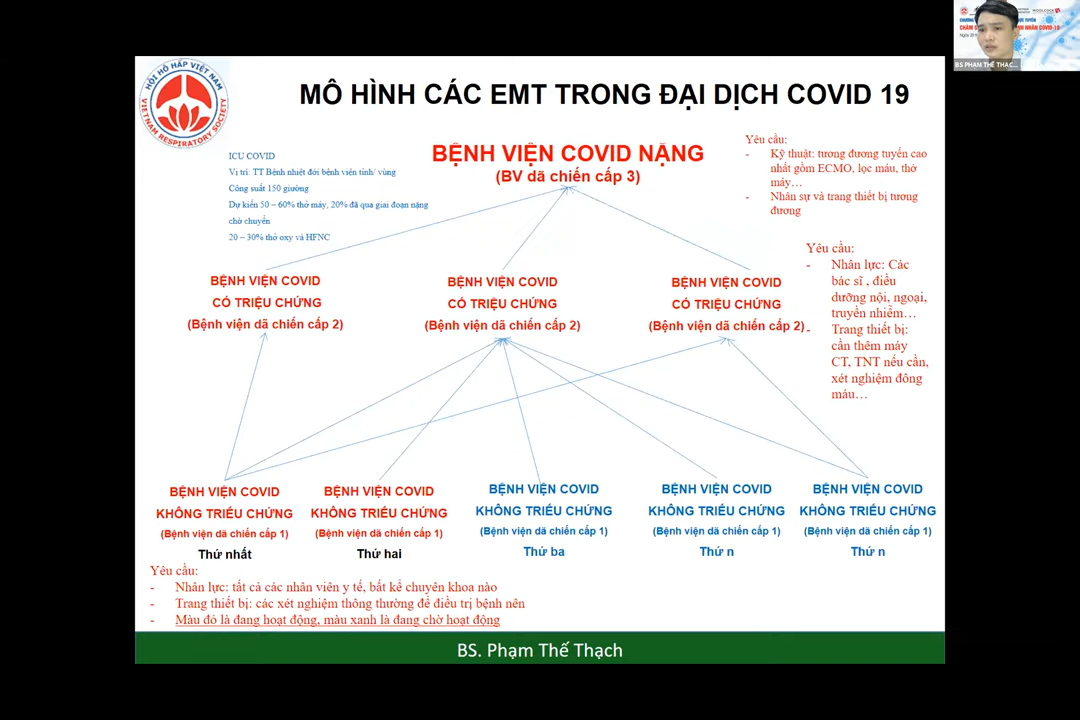 HỘI HÔ HẤP VIỆT NAM
VIETNAM RESPIRATORY SOCIETY
MÔ HÌNH CÁC EMT TRONG ĐẠI DỊCH COVID 19
BS PHẠM THẾ THẠC...
ICU COVID
Vị trí: TT Bệnh nhiệt đới bệnh viện tỉnh/ vùng
Công suất 150 giường
Dự kiến 50 – 60% thở máy, 20% đã qua giai đoạn nặng
chờ chuyển
20 – 30% thở oxy và HFNC
BỆNH VIỆN COVID NẶNG
(BV dã chiến cấp 3)
Yêu cầu:
- Kỹ thuật: tương đương tuyến cao
nhất gồm ECMO, lọc máu, thở
máy…
- Nhân sự và trang thiết bị tương
đương
Yêu cầu:
- Nhân lực: Các
bác sĩ , điều
dưỡng nội, ngoại,
truyền nhiễm…
- Trang thiết bị:
cần thêm máy
CT, TNT nếu cần,
xét nghiệm đông
máu…
BỆNH VIỆN COVID
CÓ TRIỆU CHỨNG
(Bệnh viện dã chiến cấp 2)
BỆNH VIỆN COVID
CÓ TRIỆU CHỨNG
(Bệnh viện dã chiến cấp 2)
BỆNH VIỆN COVID
CÓ TRIỆU CHỨNG
(Bệnh viện dã chiến cấp 2)
BỆNH VIỆN COVID
KHÔNG TRIẾU CHỨNG
(Bệnh viện dã chiến cấp 1)
Thứ nhất
BỆNH VIỆN COVID
KHÔNG TRIẾU CHỨNG
(Bệnh viện dã chiến cấp 1)
Thứ hai
BỆNH VIỆN COVID
KHÔNG TRIẾU CHỨNG
(Bệnh viện dã chiến cấp 1)
Thứ ba
BỆNH VIỆN COVID
KHÔNG TRIẾU CHỨNG
(Bệnh viện dã chiến cấp 1)
Thứ n
BỆNH VIỆN COVID
KHÔNG TRIẾU CHỨNG
(Bệnh viện dã chiến cấp 1)
Thứ n
Yêu cầu:
- Nhân lực: tất cả các nhân viên y tế, bất kể chuyên khoa nào
- Trang thiết bị: các xét nghiệm thông thường để điều trị bệnh nền
- Màu đỏ là đang hoạt động, màu xanh là đang chờ hoạt động
BS. Phạm Thế Thạch